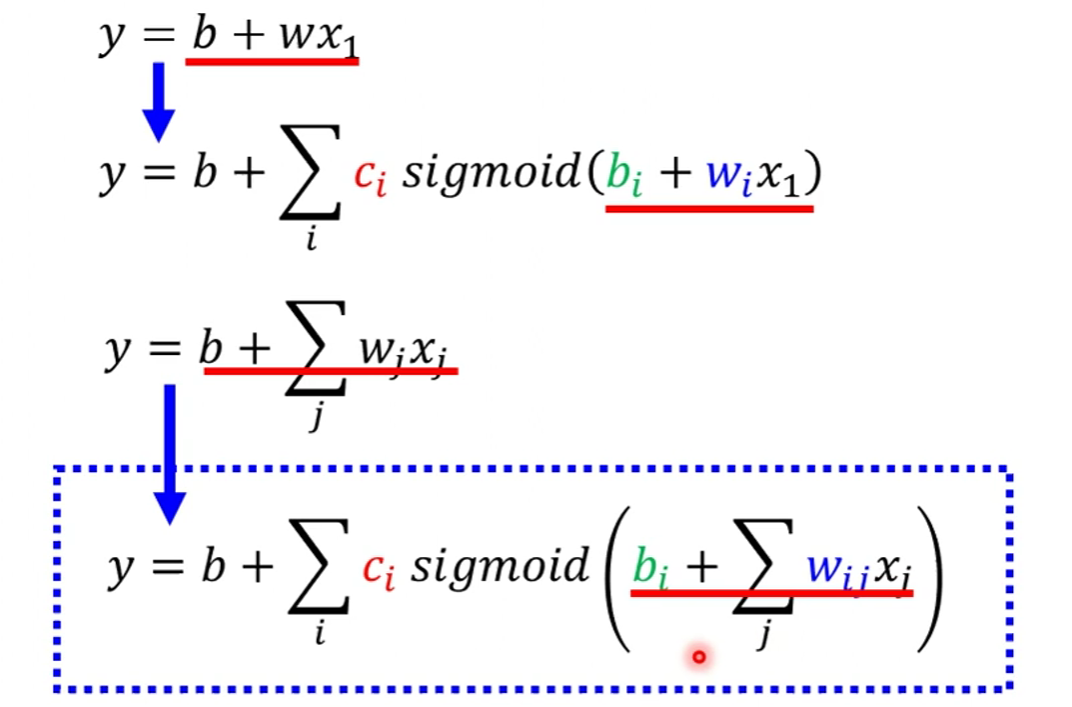 y = b + wx₁
y = b + ∑ᵢ cᵢ sigmoid(bᵢ + wᵢx₁)
y = b + ∑ⱼ wⱼxⱼ
y = b + ∑ᵢ cᵢ sigmoid(bᵢ + ∑ⱼ wᵢⱼxⱼ)